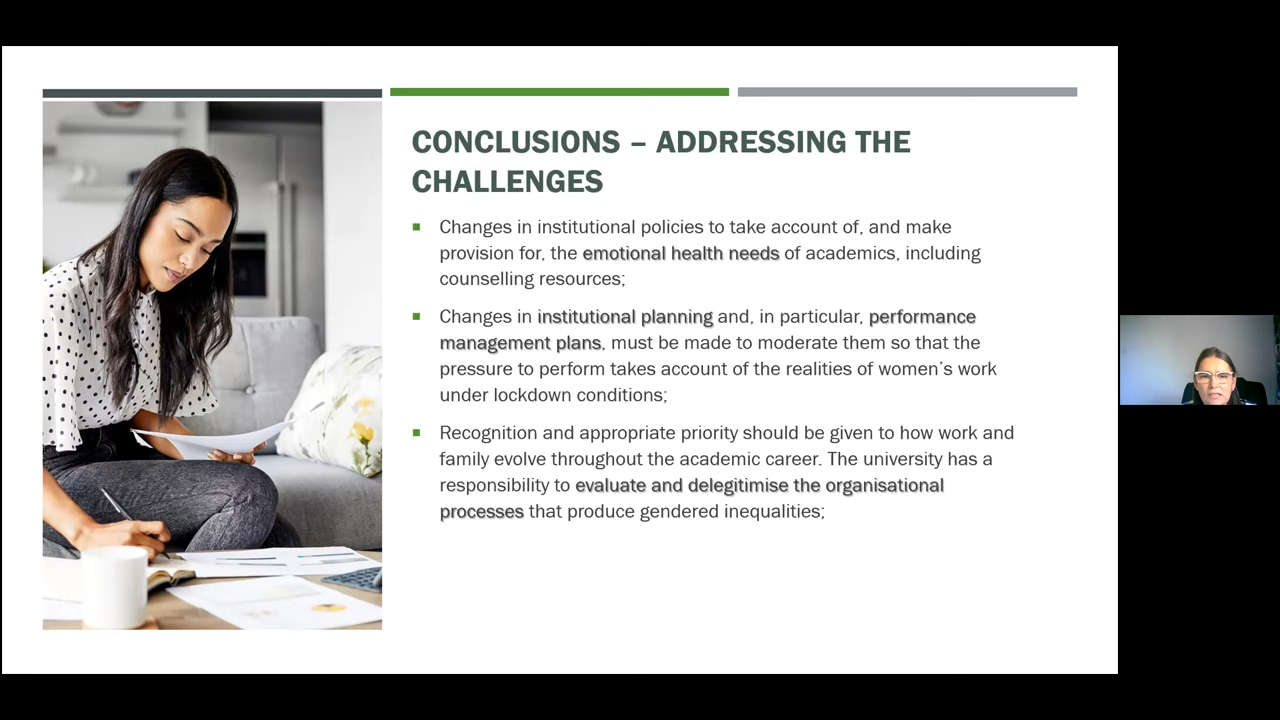 CONCLUSIONS – ADDRESSING THE
CHALLENGES
Changes in institutional policies to take account of, and make
provision for, the emotional health needs of academics, including
counselling resources;
Changes in institutional planning and, in particular, performance
management plans, must be made to moderate them so that the
pressure to perform takes account of the realities of women’s work
under lockdown conditions;
Recognition and appropriate priority should be given to how work and
family evolve throughout the academic career. The university has a
responsibility to evaluate and delegitimise the organisational
processes that produce gendered inequalities;